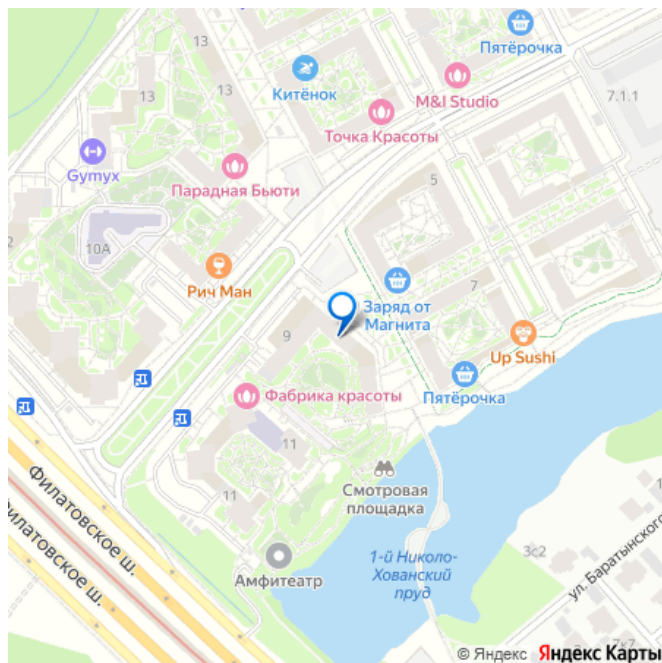 Пятёрочка
13
Китёнок
M&I Studio
13
7.1.1
Точка Красоты
Gymyx
Парадная Бьюти
5
2
10А
Рич Ман
7
Заряд от
Магнита
9
Up Sushi
Фабрика красоты
Пятёрочка
11
11
Смотровая
площадка
Филатовское ш.
Филатовское ш.
1-й Николо-
Хованский
пруд
Амфитеатр
3с2
ул. Баратынского
7к7
© Яндекс Яндекс Карты